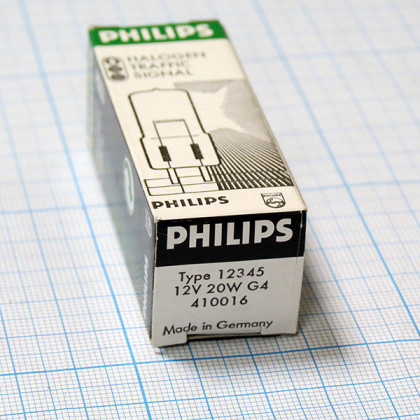 PHILIPS
HALOGEN
TRAFFIC
SIGNAL
PHILIPS
PHILIPS
Type 12345
12V 20W G4
410016
Made in Germany